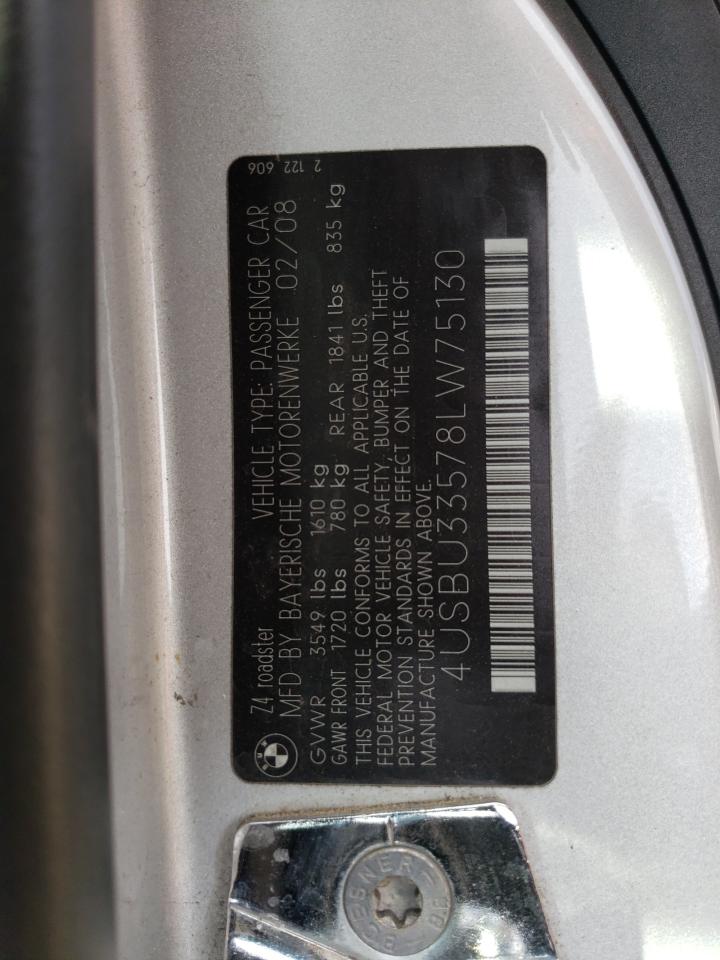 Z4 roadster VEHICLE TYPE: PASSENGER CAR 2 122 606
MFD BY BAYERISCHE MOTORENWERKE 02/08
GVWR 3549 lbs 1610 kg
GAWR FRONT 1720 lbs 780 kg REAR 1841 lbs 835 kg
THIS VEHICLE CONFORMS TO ALL APPLICABLE U.S.
FEDERAL MOTOR VEHICLE SAFETY, BUMPER AND THEFT
PREVENTION STANDARDS IN EFFECT ON THE DATE OF
MANUFACTURE SHOWN ABOVE.
4USBU33578LW75130
BMW